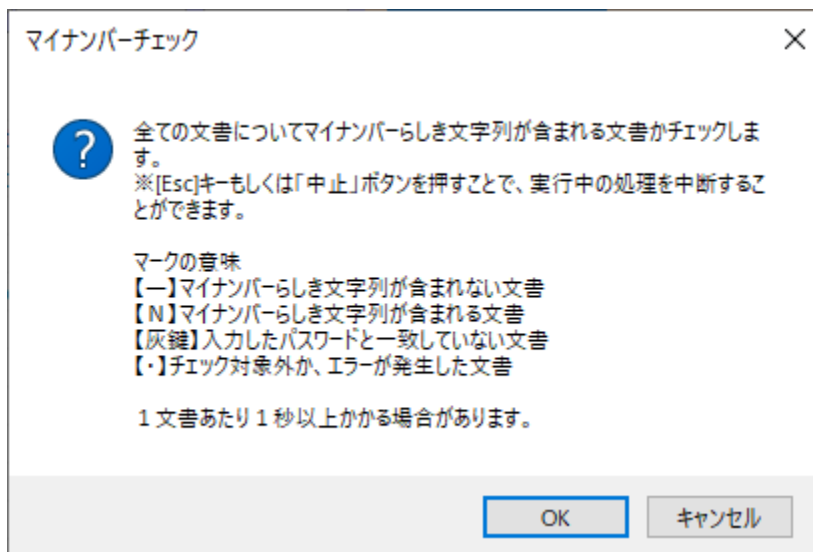 マイナンバーチェック
全ての文書についてマイナンバーらしき文字列が含まれる文書かチェックしま
す。
※[Esc]キーもしくは「中止」ボタンを押すことで、実行中の処理を中断するこ
とができます。
マークの意味
【―】マイナンバーらしき文字列が含まれない文書
【N】マイナンバーらしき文字列が含まれる文書
【灰鍵】入力したパスワードと一致していない文書
【・】チェック対象外か、エラーが発生した文書
１文書あたり１秒以上かかる場合があります。
OK
キャンセル